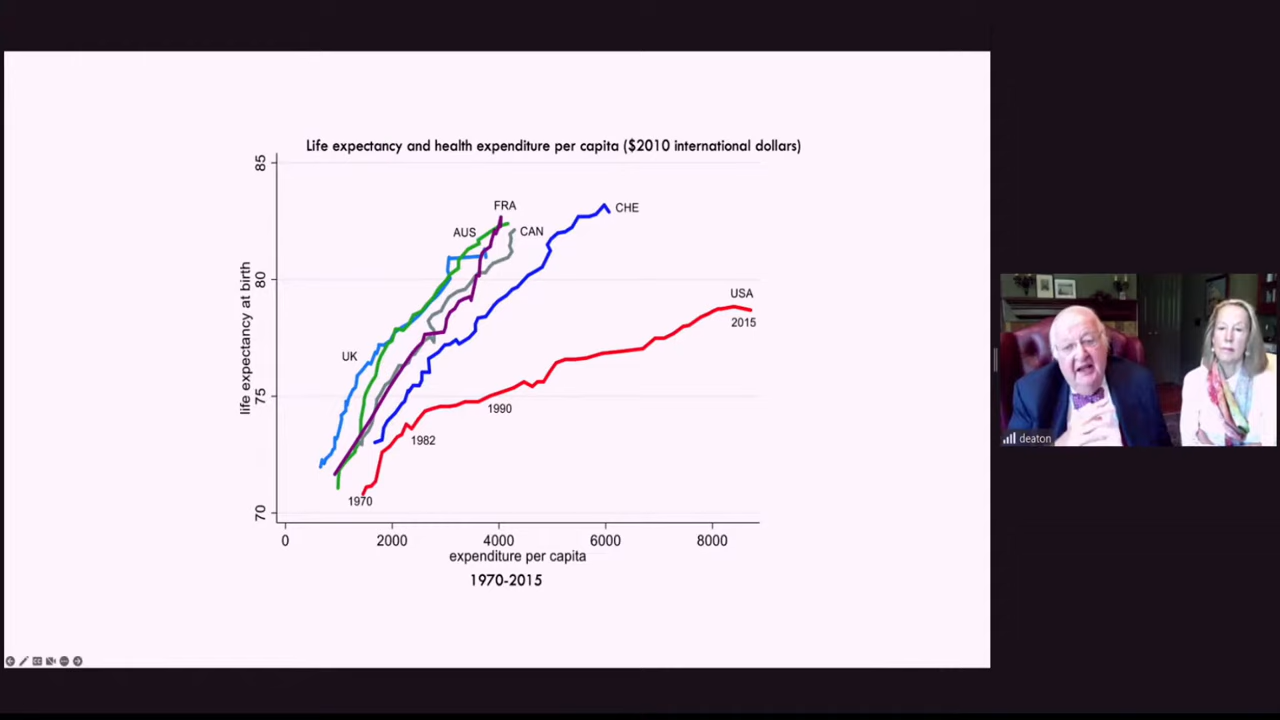 Life expectancy and health expenditure per capita ($2010 international dollars)
85
80
75
70
life expectancy at birth
FRA
AUS
CAN
CHE
UK
USA
2015
1990
1982
1970
0 2000 4000 6000 8000
expenditure per capita
1970-2015
deaton